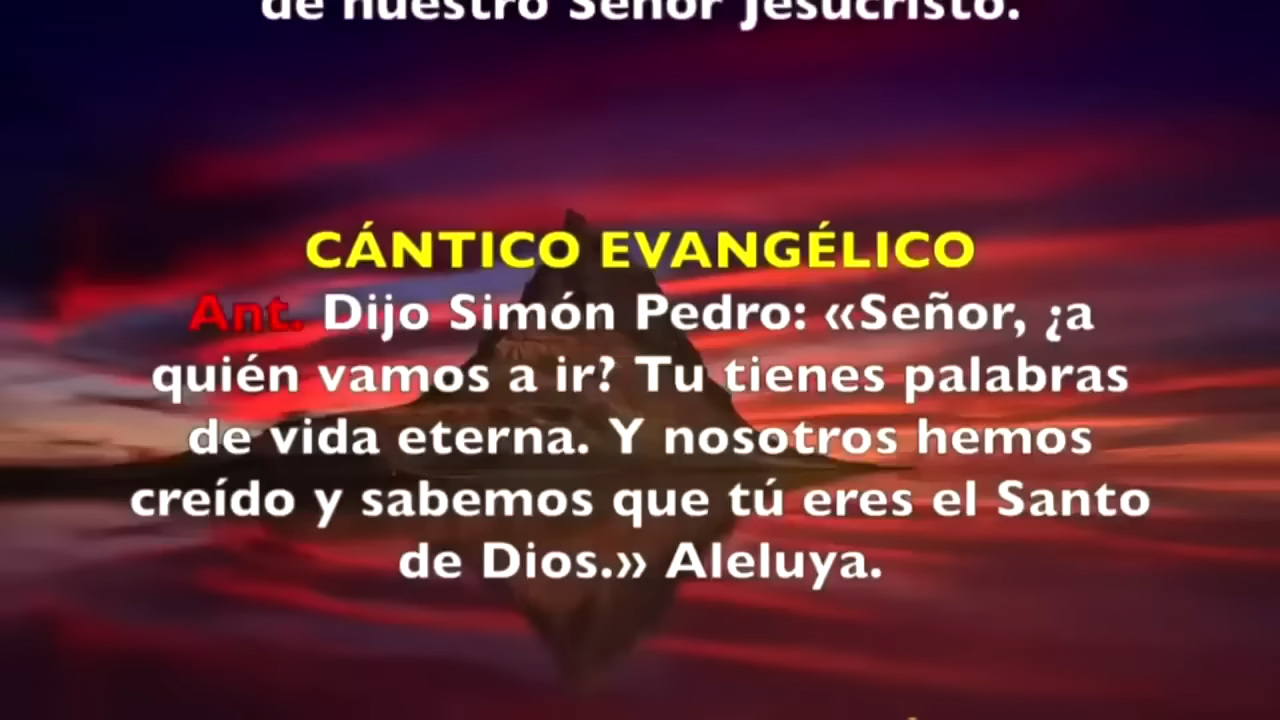 de nuestro Señor Jesucristo.
CÁNTICO EVANGÉLICO
Ant. Dijo Simón Pedro: «Señor, ¿a
quién vamos a ir? Tu tienes palabras
de vida eterna. Y nosotros hemos
creído y sabemos que tú eres el Santo
de Dios.» Aleluya.